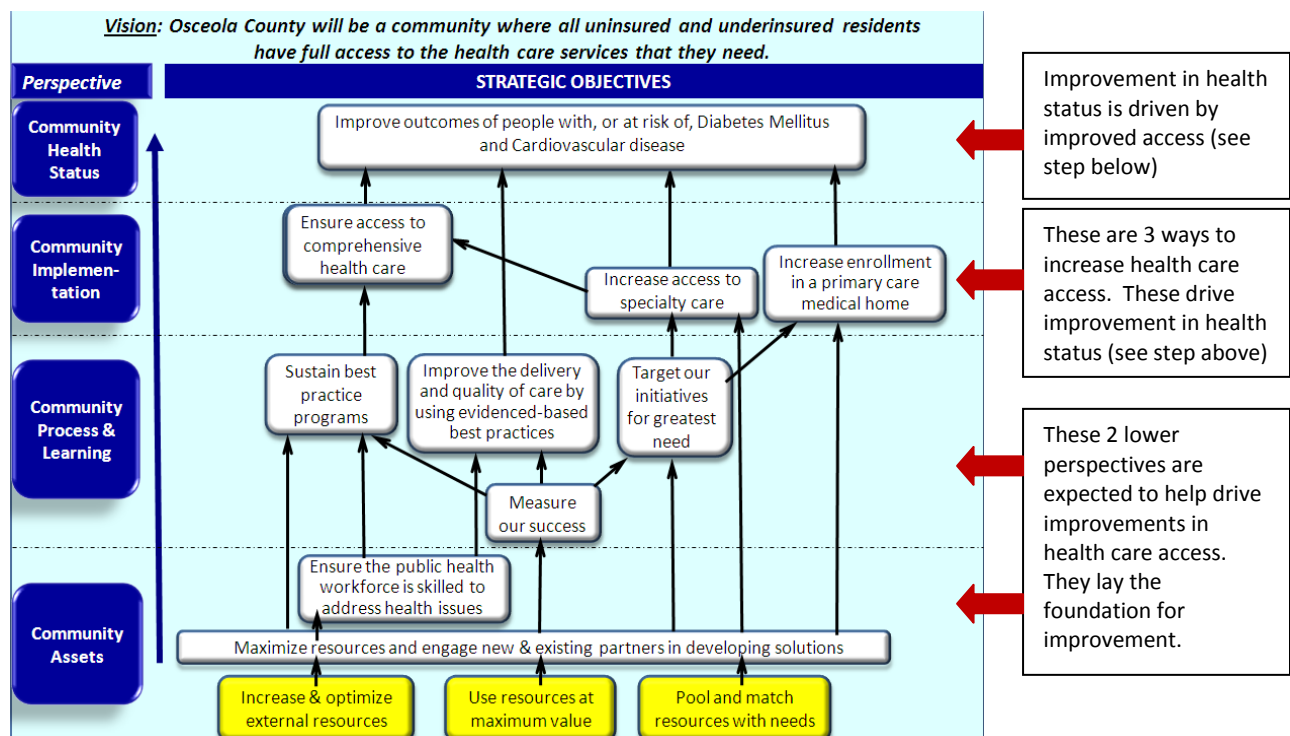 Vision: Osceola County will be a community where all uninsured and underinsured residents
have full access to the health care services that they need.
Perspective
STRATEGIC OBJECTIVES
Community
Health
Status
Improve outcomes of people with, or at risk of, Diabetes Mellitus
and Cardiovascular disease
Improvement in health
status is driven by
improved access (see
step below)
Community
Implemen-
tation
Ensure access to
comprehensive
health care
Increase access to
specialty care
Increase enrollment
in a primary care
medical home
These are 3 ways to
increase health care
access. These drive
improvement in health
status (see step above)
Community
Process &
Learning
Sustain best
practice
programs
Improve the delivery
and quality of care by
using evidenced-based
best practices
Target our
initiatives
for greatest
need
Measure
our success
These 2 lower
perspectives are
expected to help drive
improvements in
health care access.
They lay the
foundation for
improvement.
Community
Assets
Ensure the public health
workforce is skilled to
address health issues
Maximize resources and engage new & existing partners in developing solutions
Increase & optimize
external resources
Use resources at
maximum value
Pool and match
resources with needs